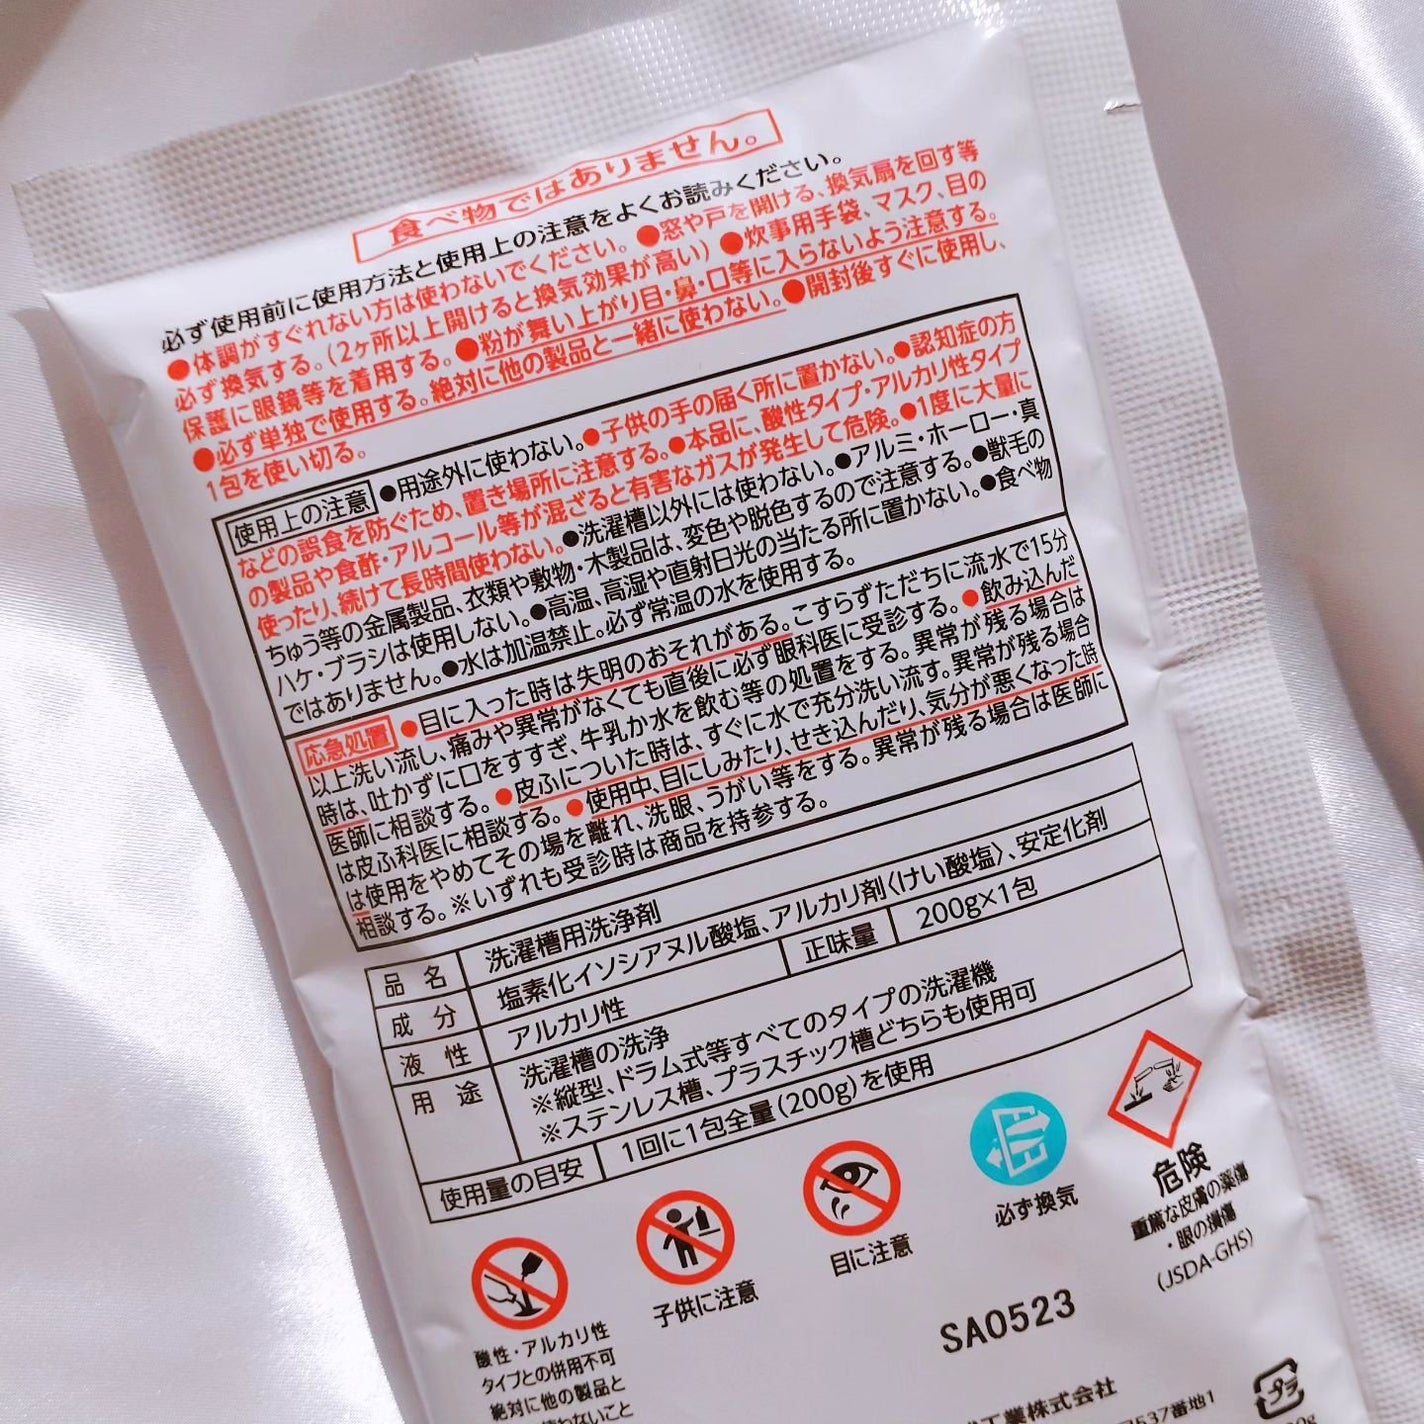 食べ物ではありません。
必ず使用前に使用方法と使用上の注意をよくお読みください。
●体調がすぐれない方は使わないでください。●窓や戸を開ける、換気扇を回す等
必ず換気する。(2ヶ所以上開けると換気効果が高い)●炊事用手袋、マスク、目の
保護に眼鏡等を着用する。●粉が舞い上がり目・鼻・口等に入らないよう注意する。
●必ず単独で使用する。絶対に他の製品と一緒に使わない。●開封後すぐに使用し、
1包を使い切る。
使用上の注意 ●用途外に使わない。●子供の手の届く所に置かない。●認知症の方
などの誤食を防ぐため、置き場所に注意する。●本品に、酸性タイプ・アルカリ性タイプ
の製品や食酢・アルコール等が混ざると有害なガスが発生して危険。●1度に大量に
使ったり、続けて長時間使わない。●洗濯槽以外には使わない。●アルミ・ホーロー・真
ちゅう等の金属製品、衣類や敷物・木製品は、変色や脱色するので注意する。●獣毛の
ハケ・ブラシは使用しない。●高温、高湿や直射日光の当たる所に置かない。●食べ物
ではありません。●水は加温禁止。必ず常温の水を使用する。
応急処置 ●目に入った時は失明のおそれがある。こすらずただちに流水で15分
以上洗い流し、痛みや異常がなくても直後に必ず眼科医に受診する。●飲み込んだ
時は、吐かずに口をすすぎ、牛乳か水を飲む等の処置をする。異常が残る場合は
医師に相談する。●皮ふについた時は、すぐに水で充分洗い流す。異常が残る場合
は皮ふ科医に相談する。●使用中、目にしみたり、せき込んだり、気分が悪くなった時
は使用をやめてその場を離れ、洗眼、うがい等をする。異常が残る場合は医師に
相談する。※いずれも受診時は商品を持参する。
品名 洗濯槽用洗浄剤
成分 塩素化イソシアヌル酸塩、アルカリ剤〈けい酸塩〉、安定化剤
液性 アルカリ性 正味量 200g×1包
用途 洗濯槽の洗浄
※縦型、ドラム式等すべてのタイプの洗濯機
※ステンレス槽、プラスチック槽どちらも使用可
使用量の目安 1回に1包全量(200g)を使用
酸性・アルカリ性
タイプとの併用不可
絶対に他の製品と
使わないこと
子供に注意
目に注意
必ず換気
危険
重篤な皮膚の薬傷
・眼の損傷
(JSDA-GHS)
SA0523
工業株式会社
537番地1
プラ